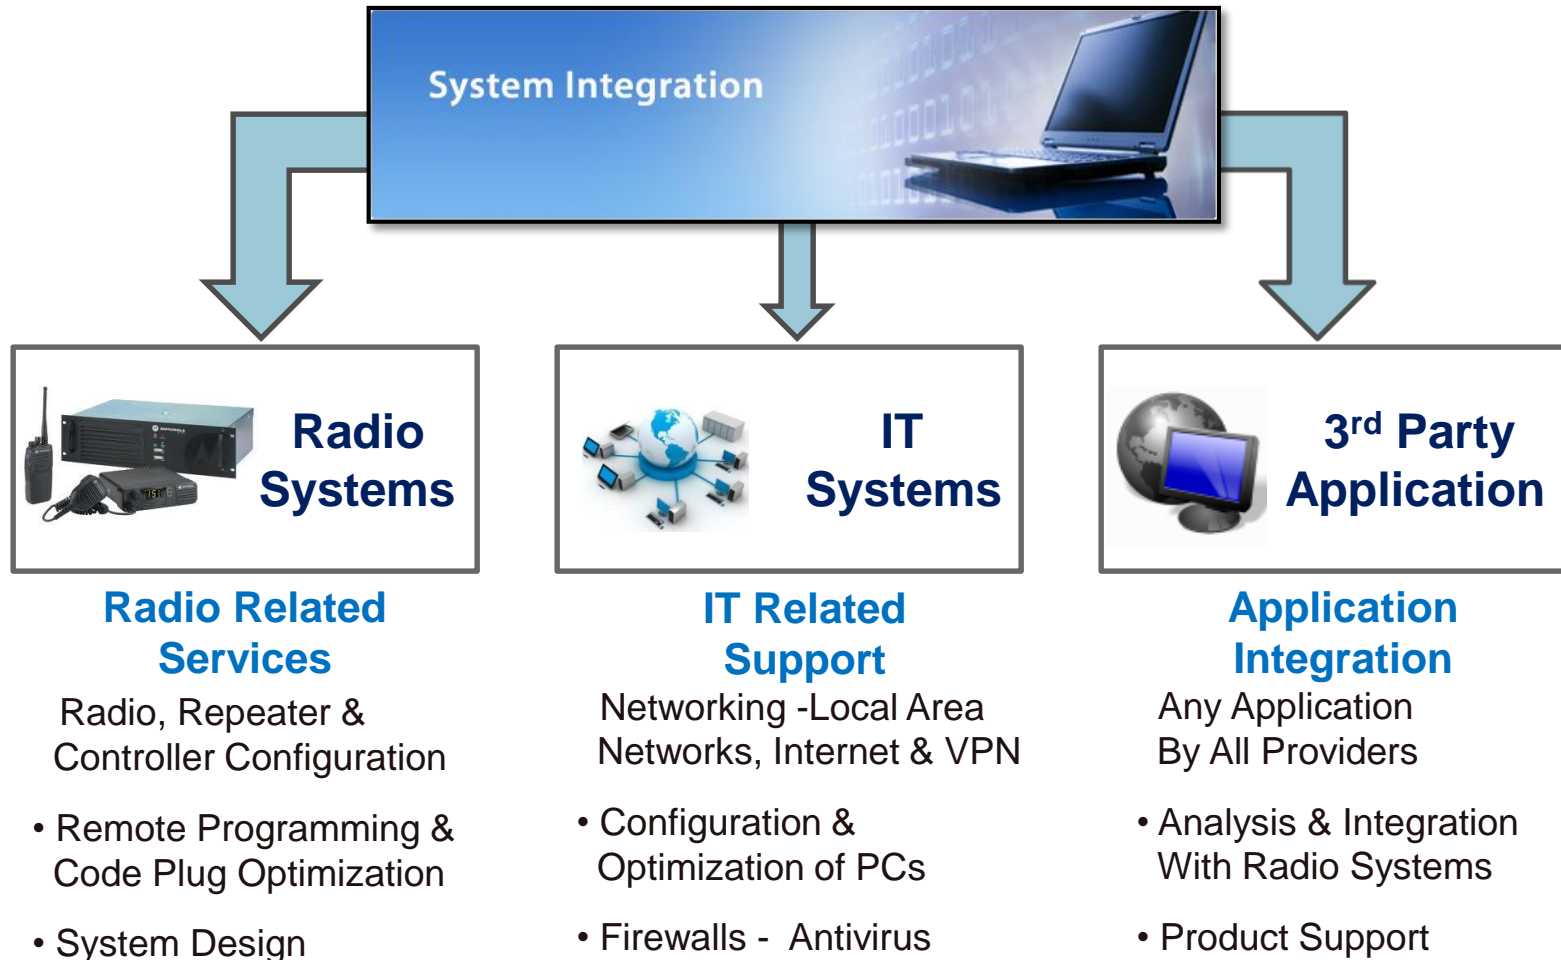 System Integration
Radio
Systems
IT
Systems
3rd Party
Application
MOTOROLA
Radio Related
Services
Radio, Repeater &
Controller Configuration
• Remote Programming &
Code Plug Optimization
• System Design
IT Related
Support
Networking -Local Area
Networks, Internet & VPN
• Configuration &
Optimization of PCs
• Firewalls - Antivirus
Application
Integration
Any Application
By All Providers
• Analysis & Integration
With Radio Systems
• Product Support